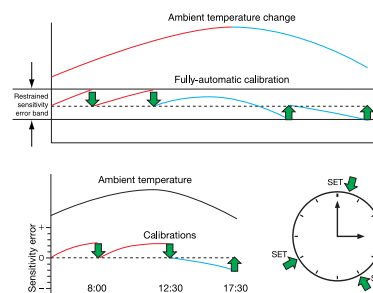 Ambient temperature change
Fully-automatic calibration
Restrained
sensitivity
error band
Ambient temperature
Calibrations
Sensitivity error
+
0
−
8:00
12:30
17:30
SET
SET